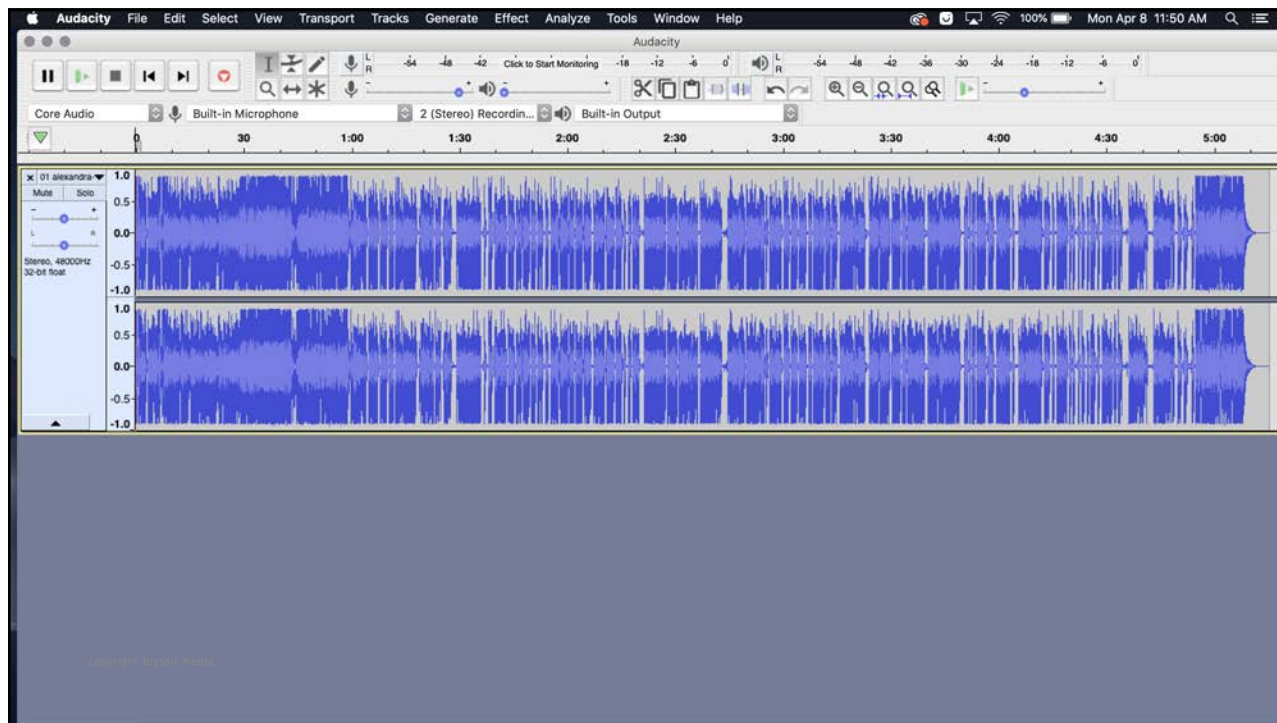 Audacity File Edit Select View Transport Tracks Generate Effect Analyze Tools Window Help 100% Mon Apr 8 11:50 AM
Audacity
L R -54 -48 -42 Click to Start Monitoring -18 -12 -6 0 L R -54 -48 -42 -36 -30 -24 -18 -12 -6 0
- + - + - +
Core Audio Built-in Microphone 2 (Stereo) Recordin... Built-in Output
0 30 1:00 1:30 2:00 2:30 3:00 3:30 4:00 4:30 5:00
x 01 alexandra- 1.0
Mute Solo 0.5
- +
L R 0.0
Stereo, 48000Hz -0.5
32-bit float
-1.0
1.0
0.5
0.0
-0.5
-1.0
copyright Media